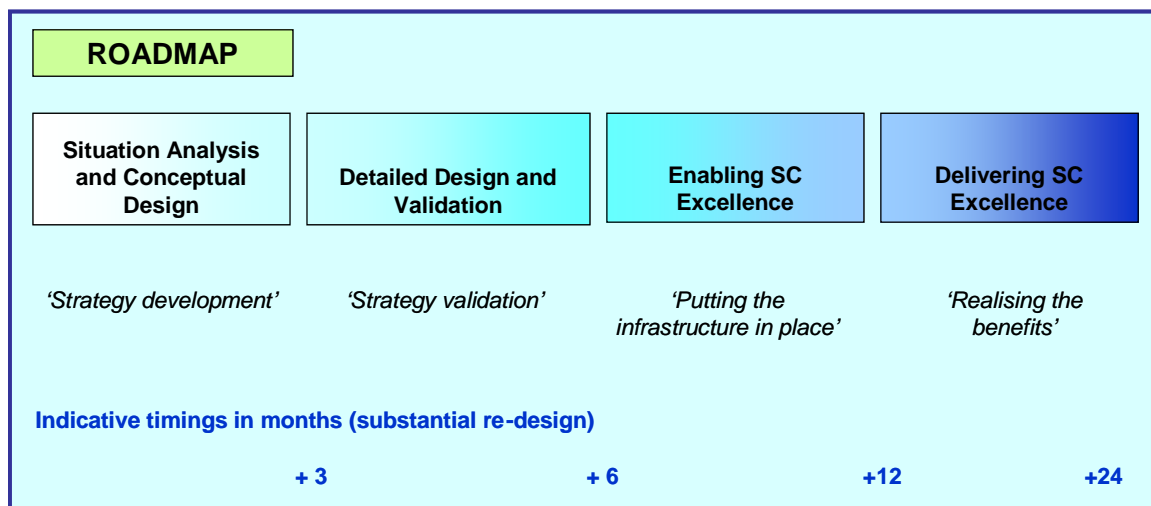 ROADMAP
Situation Analysis
and Conceptual
Design
Detailed Design and
Validation
Enabling SC
Excellence
Delivering SC
Excellence
‘Strategy development’
‘Strategy validation’
‘Putting the
infrastructure in place’
‘Realising the
benefits’
Indicative timings in months (substantial re-design)
+ 3
+ 6
+12
+24